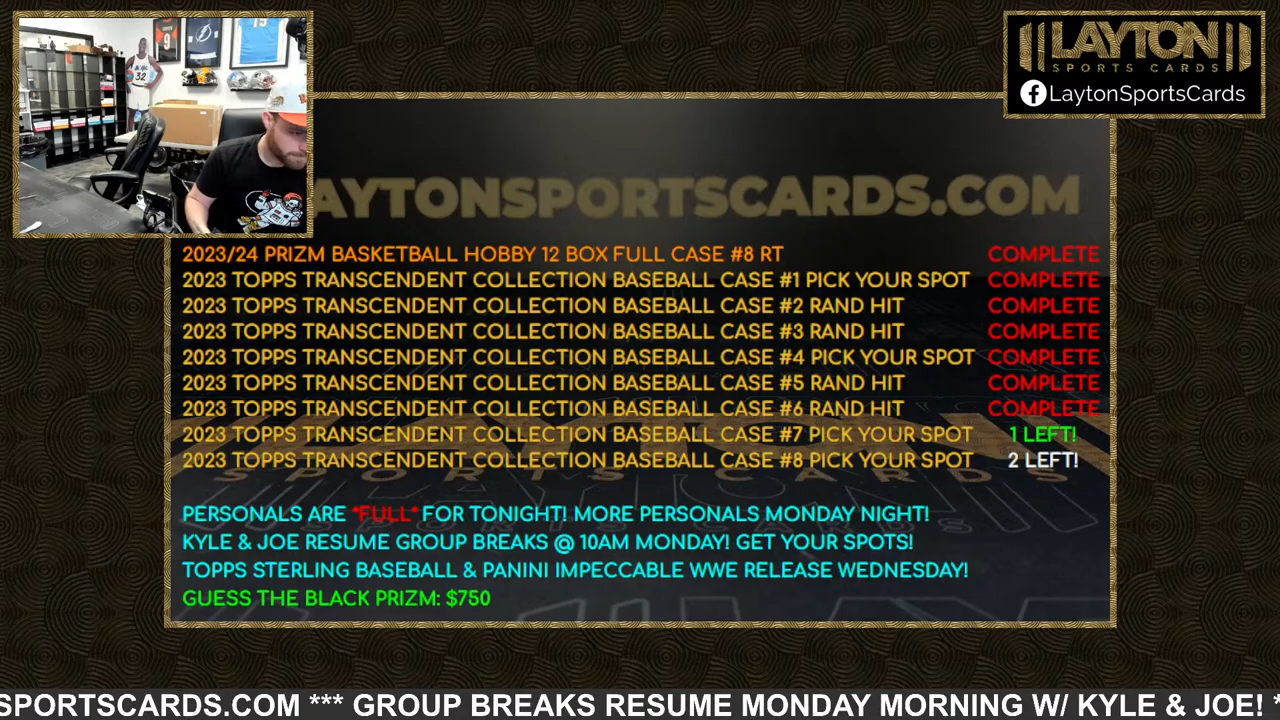 LAYTON
SPORTS CARDS
LaytonSportsCards
AYTONSPORTSCARDS.COM
2023/24 PRIZM BASKETBALL HOBBY 12 BOX FULL CASE #8 RT COMPLETE
2023 TOPPS TRANSCENDENT COLLECTION BASEBALL CASE #1 PICK YOUR SPOT COMPLETE
2023 TOPPS TRANSCENDENT COLLECTION BASEBALL CASE #2 RAND HIT COMPLETE
2023 TOPPS TRANSCENDENT COLLECTION BASEBALL CASE #3 RAND HIT COMPLETE
2023 TOPPS TRANSCENDENT COLLECTION BASEBALL CASE #4 PICK YOUR SPOT COMPLETE
2023 TOPPS TRANSCENDENT COLLECTION BASEBALL CASE #5 RAND HIT COMPLETE
2023 TOPPS TRANSCENDENT COLLECTION BASEBALL CASE #6 RAND HIT COMPLETE
2023 TOPPS TRANSCENDENT COLLECTION BASEBALL CASE #7 PICK YOUR SPOT 1 LEFT!
2023 TOPPS TRANSCENDENT COLLECTION BASEBALL CASE #8 PICK YOUR SPOT 2 LEFT!
SPORTS CARDS
PERSONALS ARE *FULL* FOR TONIGHT! MORE PERSONALS MONDAY NIGHT!
KYLE & JOE RESUME GROUP BREAKS @ 10AM MONDAY! GET YOUR SPOTS!
TOPPS STERLING BASEBALL & PANINI IMPECCABLE WWE RELEASE WEDNESDAY!
GUESS THE BLACK PRIZM: $750
SPORTSCARDS.COM *** GROUP BREAKS RESUME MONDAY MORNING W/ KYLE & JOE! *